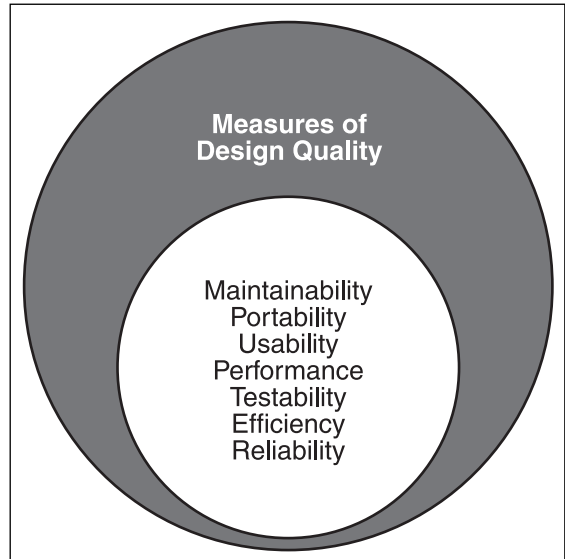 Measures of
Design Quality
Maintainability
Portability
Usability
Performance
Testability
Efficiency
Reliability